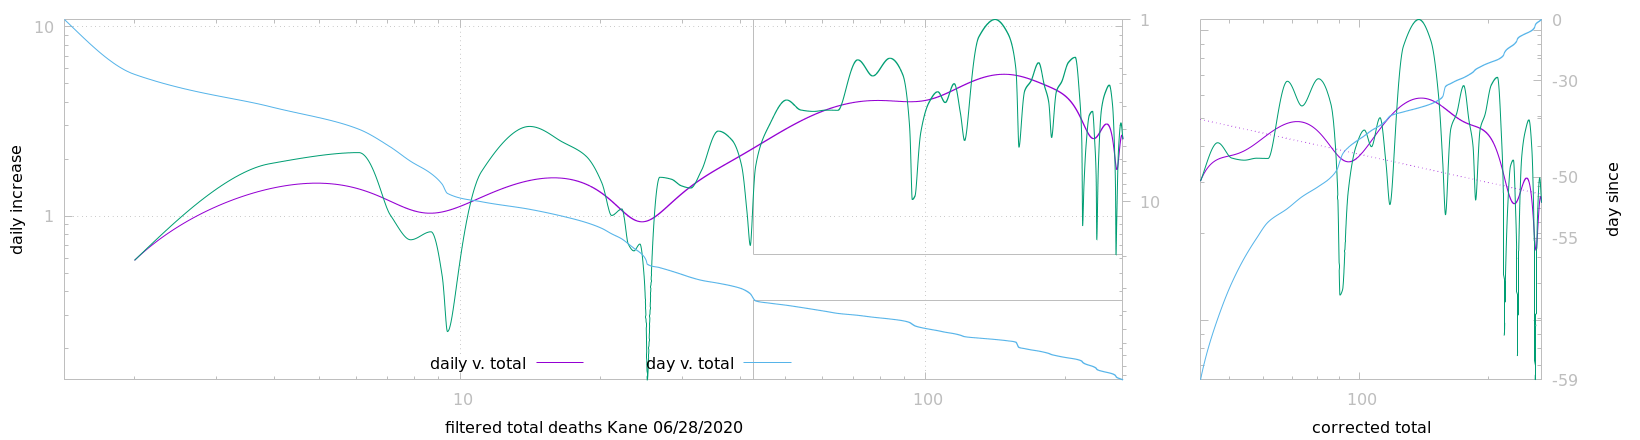 10
1
daily increase
daily v. total
day v. total
10
100
filtered total deaths Kane 06/28/2020
1
10
100
corrected total
0
-30
-50
-55
-59
day since